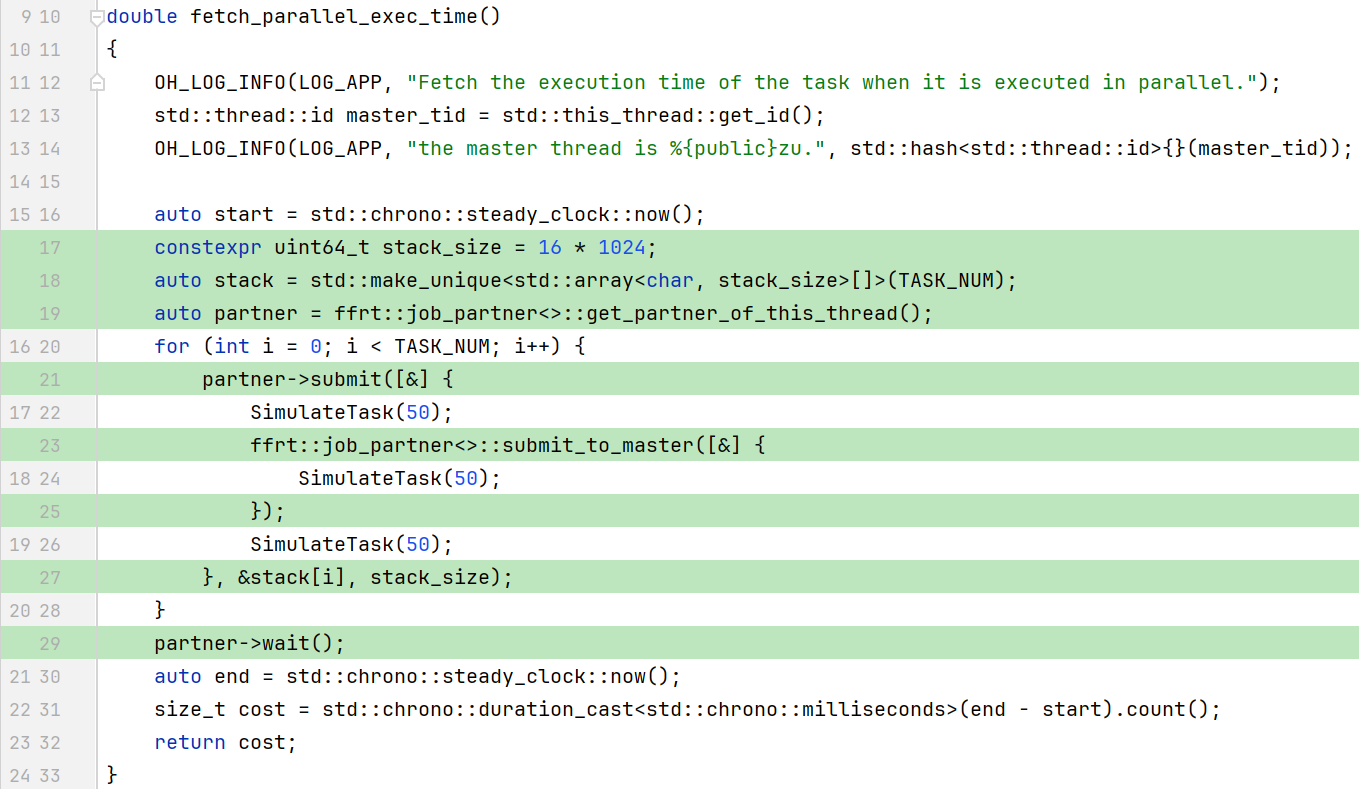 9 10 double fetch_parallel_exec_time()
10 11 {
11 12     OH_LOG_INFO(LOG_APP, "Fetch the execution time of the task when it is executed in parallel.");
12 13     std::thread::id master_tid = std::this_thread::get_id();
13 14     OH_LOG_INFO(LOG_APP, "the master thread is %{public}zu.", std::hash<std::thread::id>{}(master_tid));
14 15
15 16     auto start = std::chrono::steady_clock::now();
17     constexpr uint64_t stack_size = 16 * 1024;
18     auto stack = std::make_unique<std::array<char, stack_size>[]>(TASK_NUM);
19     auto partner = ffrt::job_partner<>::get_partner_of_this_thread();
16 20     for (int i = 0; i < TASK_NUM; i++) {
21         partner->submit([&] {
17 22             SimulateTask(50);
23             ffrt::job_partner<>::submit_to_master([&] {
18 24                 SimulateTask(50);
25             });
19 26             SimulateTask(50);
27         }, &stack[i], stack_size);
20 28     }
29     partner->wait();
21 30     auto end = std::chrono::steady_clock::now();
22 31     size_t cost = std::chrono::duration_cast<std::chrono::milliseconds>(end - start).count();
23 32     return cost;
24 33 }